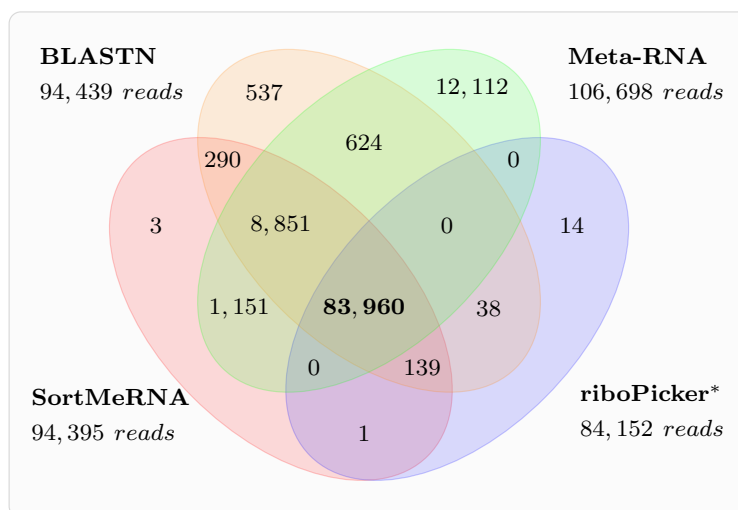 BLASTN
94,439 reads
Meta-RNA
106,698 reads
537
12,112
624
290
0
3
8,851
0
14
1,151
83,960
38
0
139
SortMeRNA
94,395 reads
riboPicker*
84,152 reads
1